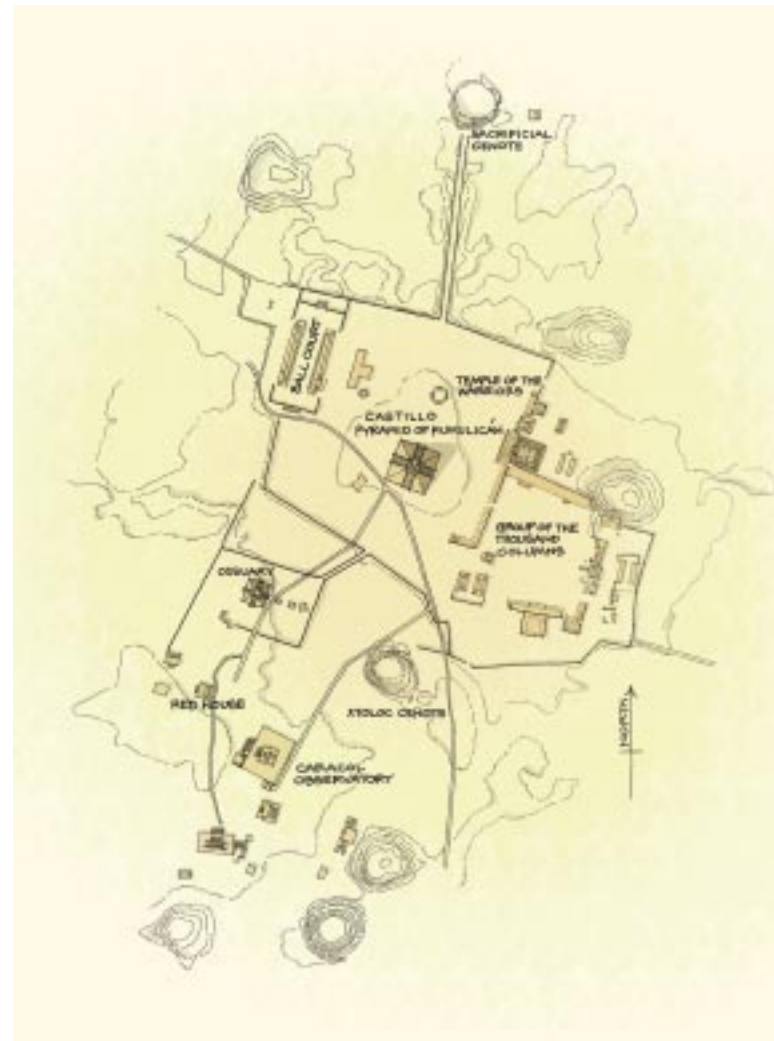 SACRIFICIAL
CENOTE
BALL COURT
TEMPLE OF THE
WARRIORS
CASTILLO
PYRAMID OF KUKULICÁN
GROUP OF THE
THOUSAND
COLUMNS
OSSUARY
RED HOUSE
XTOLOC CENOTE
CARACOL
OBSERVATORY
NORTH